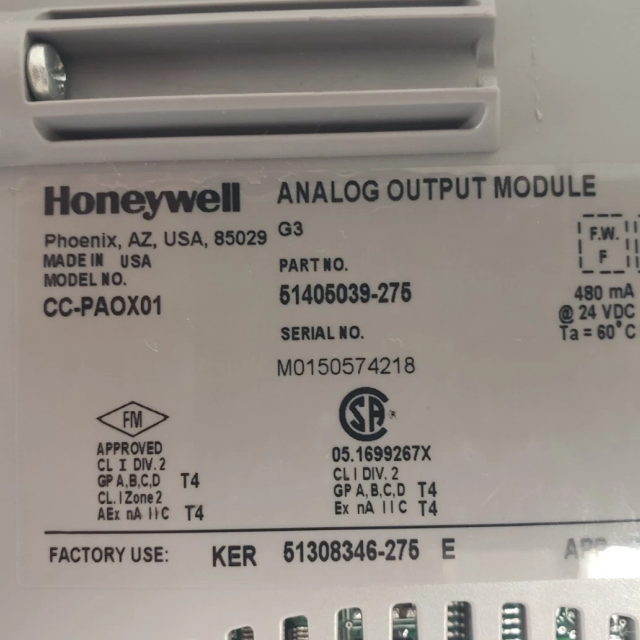 Honeywell ANALOG OUTPUT MODULE
Phoenix, AZ, USA, 85029 G3
MADE IN USA
MODEL NO.
CC-PAOX01
PART NO.
51405039-275
SERIAL NO.
M0150574218
F.W.
F
480 mA
@ 24 VDC
Ta = 60°C
FM
APPROVED
CL I DIV. 2
GP A,B,C,D T4
CL. I Zone 2
AEx nA IIC T4
SA ®
05.1699267X
CL I DIV. 2
GP A, B, C, D T4
Ex nA IIC T4
FACTORY USE: KER 51308346-275 E APP